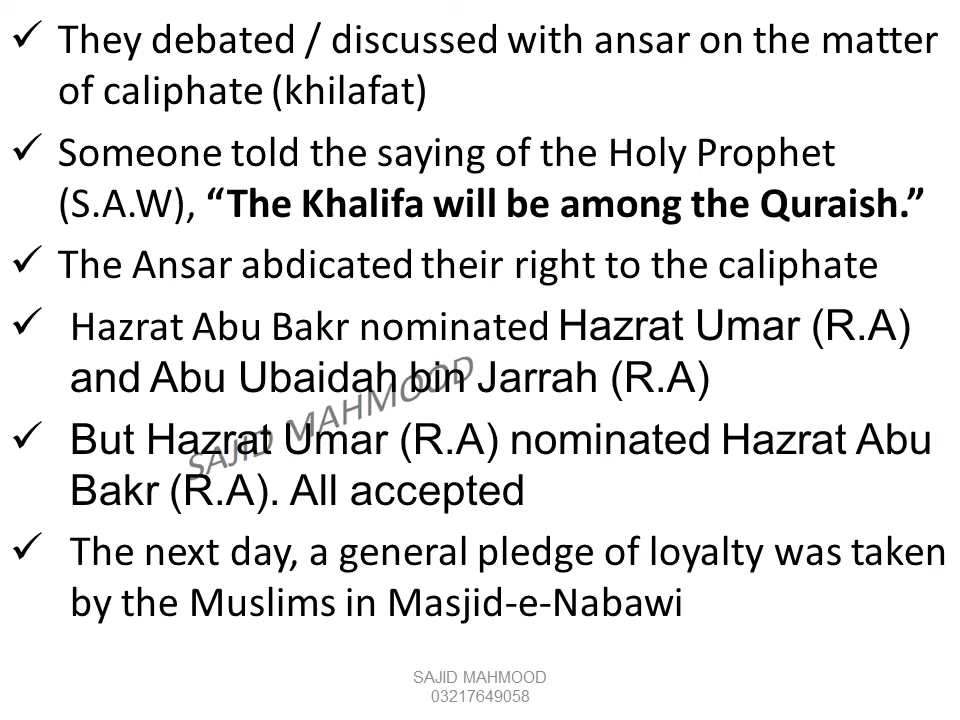 ✓ They debated / discussed with ansar on the matter
of caliphate (khilafat)
✓ Someone told the saying of the Holy Prophet
(S.A.W), “The Khalifa will be among the Quraish.”
✓ The Ansar abdicated their right to the caliphate
✓ Hazrat Abu Bakr nominated Hazrat Umar (R.A)
and Abu Ubaidah bin Jarrah (R.A)
SAJID MAHMOOD
✓ But Hazrat Umar (R.A) nominated Hazrat Abu
Bakr (R.A). All accepted
✓ The next day, a general pledge of loyalty was taken
by the Muslims in Masjid-e-Nabawi
SAJID MAHMOOD
03217649058